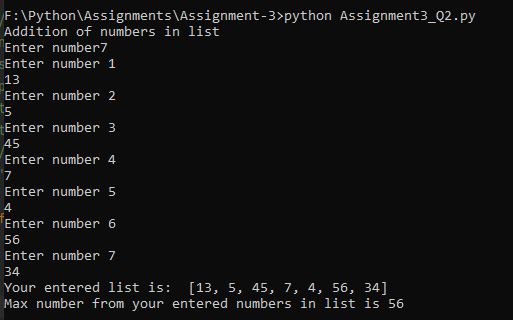 F:\Python\Assignments\Assignment-3>python Assignment3_Q2.py
Addition of numbers in list
Enter number7
Enter number 1
13
Enter number 2
5
Enter number 3
45
Enter number 4
7
Enter number 5
4
Enter number 6
56
Enter number 7
34
Your entered list is:  [13, 5, 45, 7, 4, 56, 34]
Max number from your entered numbers in list is 56